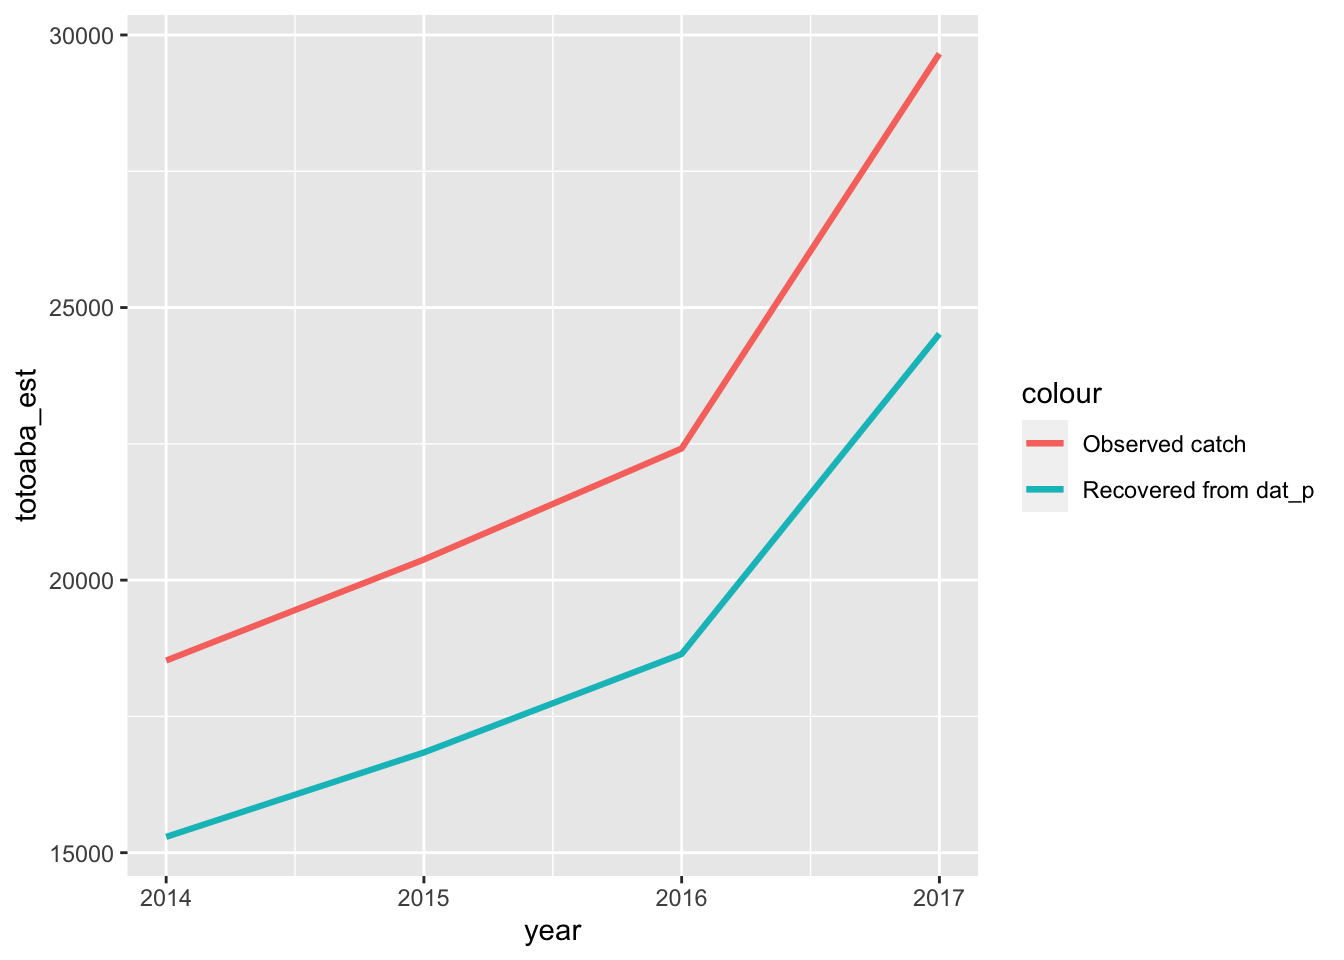 30000
25000
20000
15000
totoaba_est
2014 2015 2016 2017
year
colour
Observed catch
Recovered from dat_p